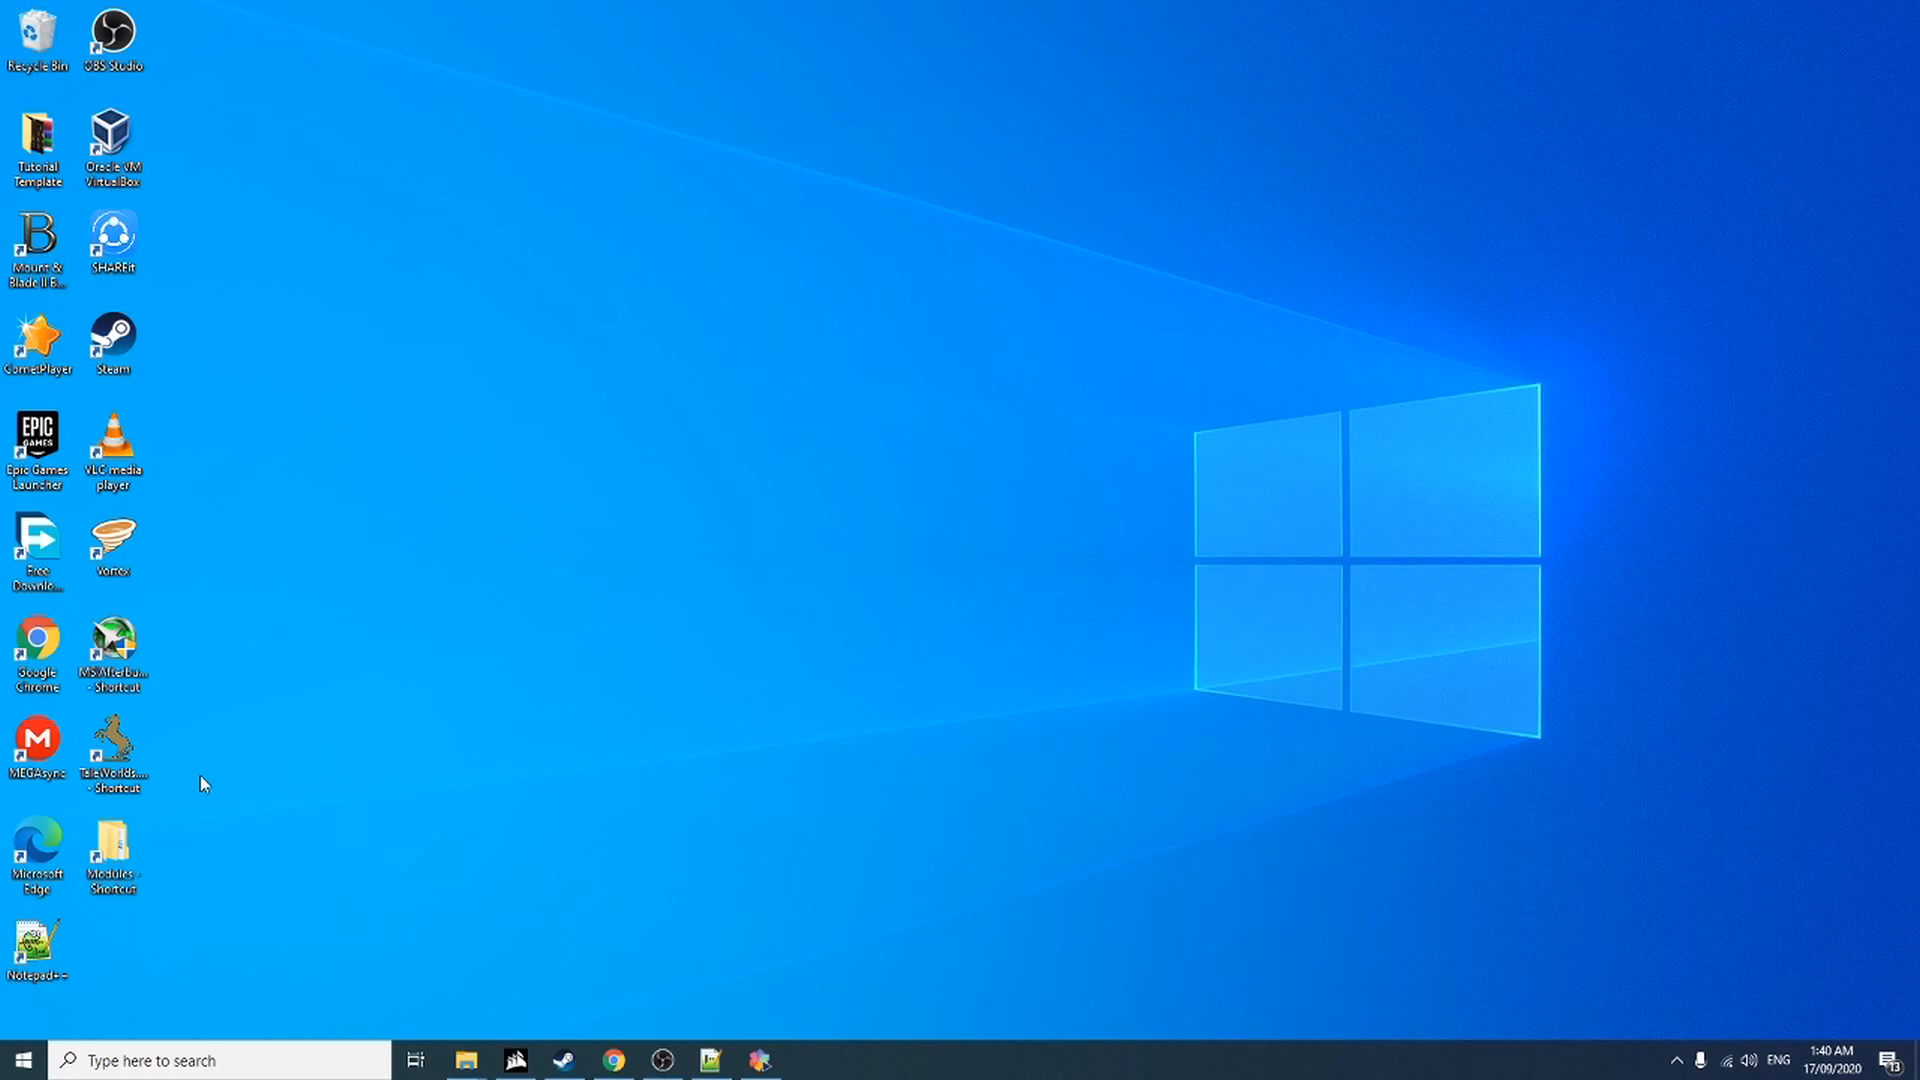 Recycle Bin
OBS Studio
Tutorial
Template
Oracle VM
VirtualBox
Mount &
Blade II B...
SHAREit
CometPlayer
Steam
EPIC
GAMES
Epic Games
Launcher
VLC media
player
Free
Downlo...
Vortex
Google
Chrome
MSIAfterbu...
- Shortcut
MEGAsync
TaleWorlds....
- Shortcut
Microsoft
Edge
Modules -
Shortcut
Notepad++
Type here to search
ENG
1:40 AM
17/09/2020
13